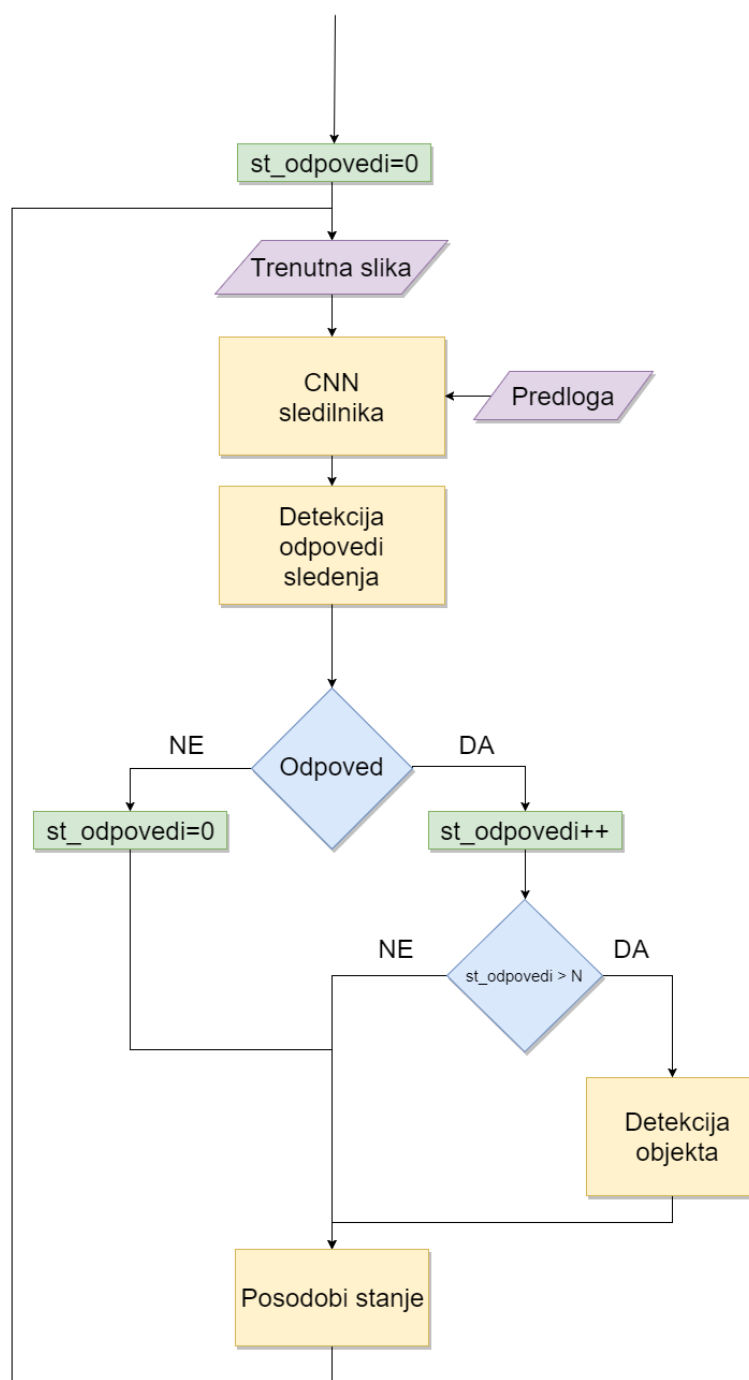 st_odpovedi=0
Trenutna slika
CNN
sledilnika
Predloga
Detekcija
odpovedi
sledenja
NE
Odpoved
DA
st_odpovedi=0
st_odpovedi++
NE
st_odpovedi > N
DA
Detekcija
objekta
Posodobi stanje